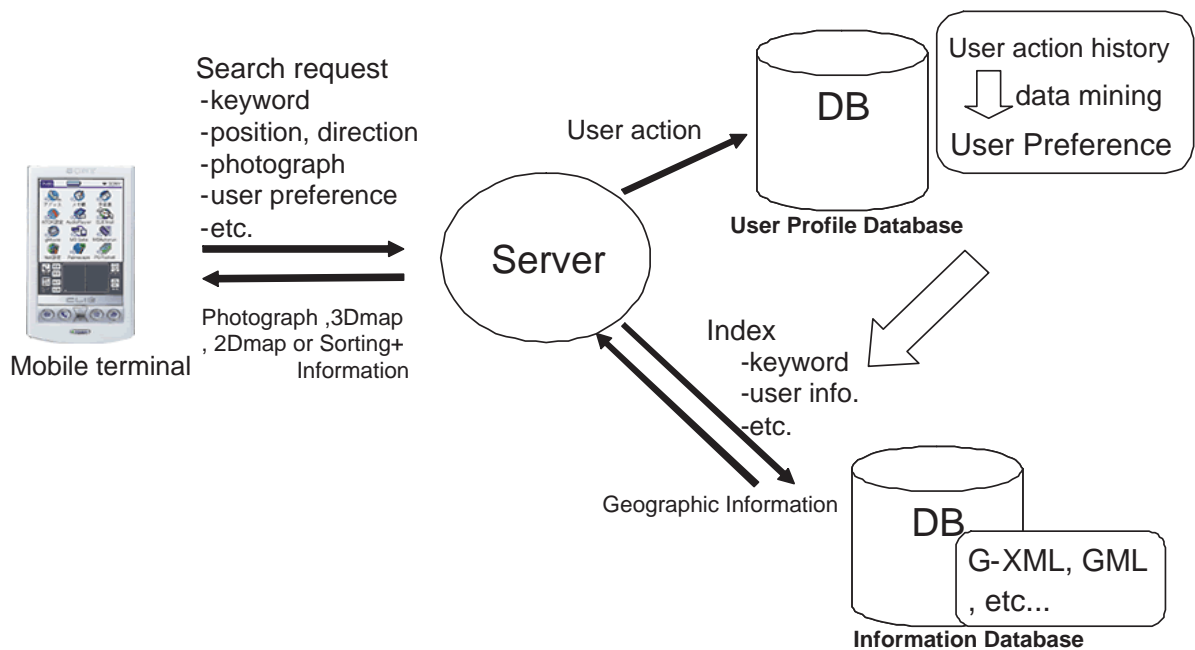 Search request
-keyword
-position, direction
-photograph
-user preference
-etc.
SONY
CLIE
Mobile terminal
Photograph ,3Dmap
, 2Dmap or Sorting+
Information
Server
User action
DB
User Profile Database
User action history
data mining
User Preference
Index
-keyword
-user info.
-etc.
Geographic Information
DB
G-XML, GML
, etc...
Information Database